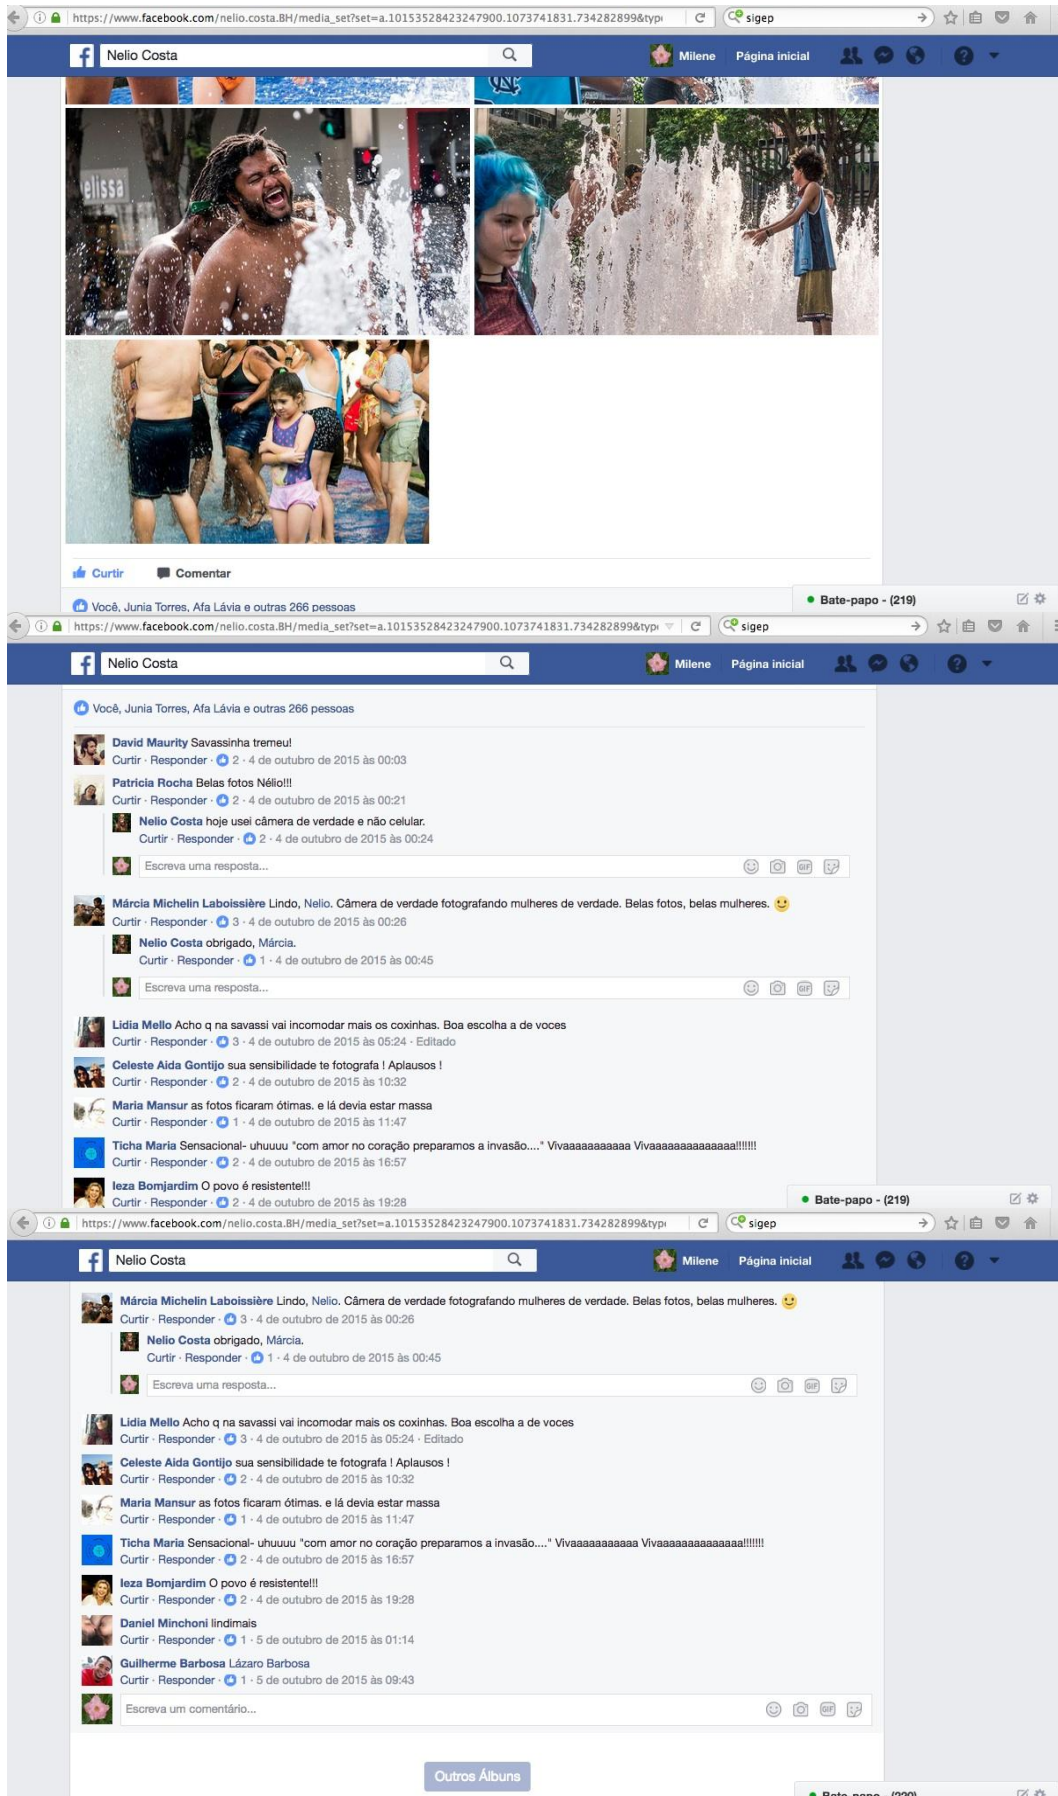 https://www.facebook.com/nelio.costa.BH/media_set?set=a.10153528423247900.1073741831.734282899&type
sigep
Nelio Costa
Milene Página inicial
elissa
NC
Curtir Comentar
Você, Junia Torres, Afa Lávia e outras 266 pessoas
Bate-papo - (219)
https://www.facebook.com/nelio.costa.BH/media_set?set=a.10153528423247900.1073741831.734282899&typ
sigep
Nelio Costa
Milene Página inicial
Você, Junia Torres, Afa Lávia e outras 266 pessoas
David Maurity Savassinha tremeu!
Curtir · Responder · 2 · 4 de outubro de 2015 às 00:03
Patricia Rocha Belas fotos Nélio!!!
Curtir · Responder · 2 · 4 de outubro de 2015 às 00:21
Nelio Costa hoje usei câmera de verdade e não celular.
Curtir · Responder · 2 · 4 de outubro de 2015 às 00:24
Escreva uma resposta...
GIF
Márcia Michelin Laboissière Lindo, Nelio. Câmera de verdade fotografando mulheres de verdade. Belas fotos, belas mulheres. 🙂
Curtir · Responder · 3 · 4 de outubro de 2015 às 00:26
Nelio Costa obrigado, Márcia.
Curtir · Responder · 1 · 4 de outubro de 2015 às 00:45
Escreva uma resposta...
GIF
Lidia Mello Acho q na savassi vai incomodar mais os coxinhas. Boa escolha a de voces
Curtir · Responder · 3 · 4 de outubro de 2015 às 05:24 · Editado
Celeste Aida Gontijo sua sensibilidade te fotografa ! Aplausos !
Curtir · Responder · 2 · 4 de outubro de 2015 às 10:32
Maria Mansur as fotos ficaram ótimas. e lá devia estar massa
Curtir · Responder · 1 · 4 de outubro de 2015 às 11:47
Ticha Maria Sensacional- uhuuuu "com amor no coração preparamos a invasão...." Vivaaaaaaaaaaa Vivaaaaaaaaaaaaaa!!!!!!!
Curtir · Responder · 2 · 4 de outubro de 2015 às 16:57
Ieza Bomjardim O povo é resistente!!!
Curtir · Responder · 2 · 4 de outubro de 2015 às 19:28
Bate-papo - (219)
https://www.facebook.com/nelio.costa.BH/media_set?set=a.10153528423247900.1073741831.734282899&type
sigep
Nelio Costa
Milene Página inicial
Márcia Michelin Laboissière Lindo, Nelio. Câmera de verdade fotografando mulheres de verdade. Belas fotos, belas mulheres. 🙂
Curtir · Responder · 3 · 4 de outubro de 2015 às 00:26
Nelio Costa obrigado, Márcia.
Curtir · Responder · 1 · 4 de outubro de 2015 às 00:45
Escreva uma resposta...
GIF
Lidia Mello Acho q na savassi vai incomodar mais os coxinhas. Boa escolha a de voces
Curtir · Responder · 3 · 4 de outubro de 2015 às 05:24 · Editado
Celeste Aida Gontijo sua sensibilidade te fotografa ! Aplausos !
Curtir · Responder · 2 · 4 de outubro de 2015 às 10:32
Maria Mansur as fotos ficaram ótimas. e lá devia estar massa
Curtir · Responder · 1 · 4 de outubro de 2015 às 11:47
Ticha Maria Sensacional- uhuuuu "com amor no coração preparamos a invasão...." Vivaaaaaaaaaaa Vivaaaaaaaaaaaaaa!!!!!!!
Curtir · Responder · 2 · 4 de outubro de 2015 às 16:57
Ieza Bomjardim O povo é resistente!!!
Curtir · Responder · 2 · 4 de outubro de 2015 às 19:28
Daniel Minchoni lindimais
Curtir · Responder · 1 · 5 de outubro de 2015 às 01:14
Guilherme Barbosa Lázaro Barbosa
Curtir · Responder · 1 · 5 de outubro de 2015 às 09:43
Escreva um comentário...
GIF
Outros Álbuns
Bate-papo - (220)